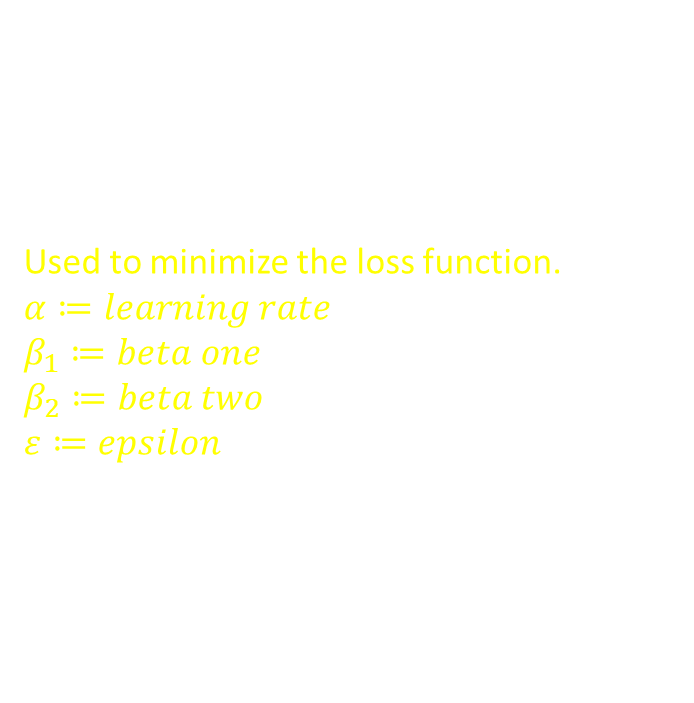 Used to minimize the loss function.
α ≔ learning rate
β₁ ≔ beta one
β₂ ≔ beta two
ε ≔ epsilon